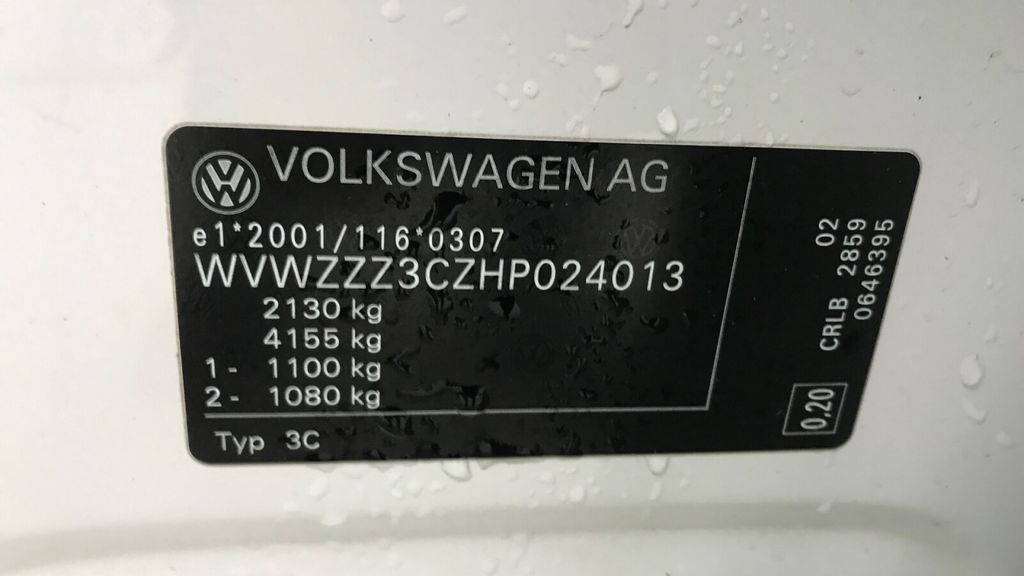 VOLKSWAGEN AG
e1*2001/116*0307
WVWZZZ3CZHP024013
2130 kg
4155 kg
1- 1100 kg
2- 1080 kg
Typ 3C
02
CRLB 2859
0646395
0,20